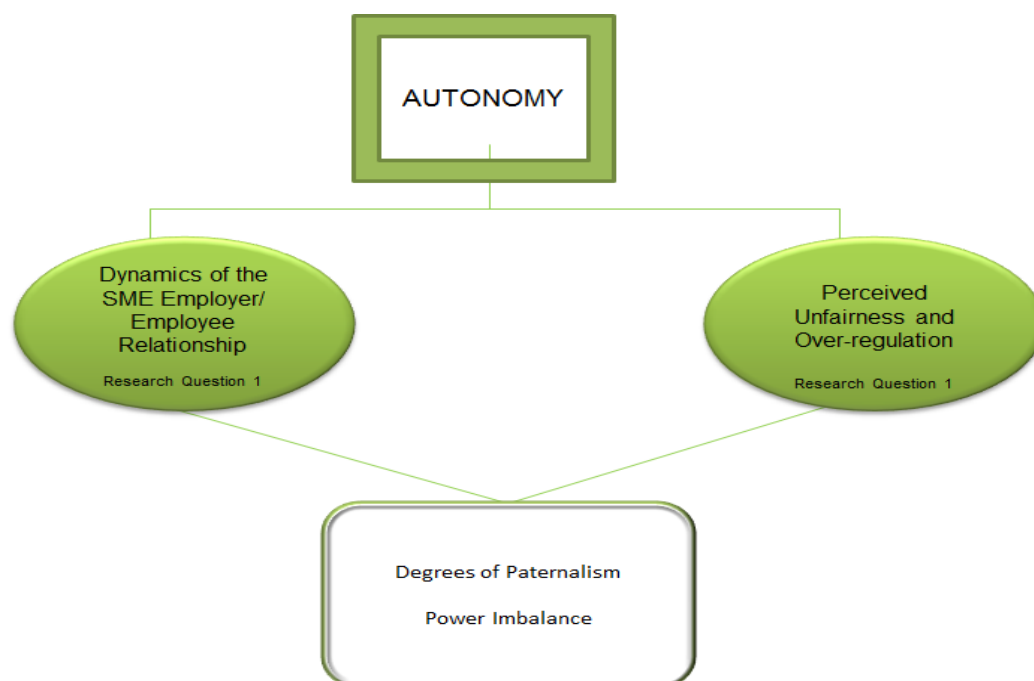 AUTONOMY
Dynamics of the
SME Employer/
Employee
Relationship
Research Question 1
Perceived
Unfairness and
Over-regulation
Research Question 1
Degrees of Paternalism
Power Imbalance